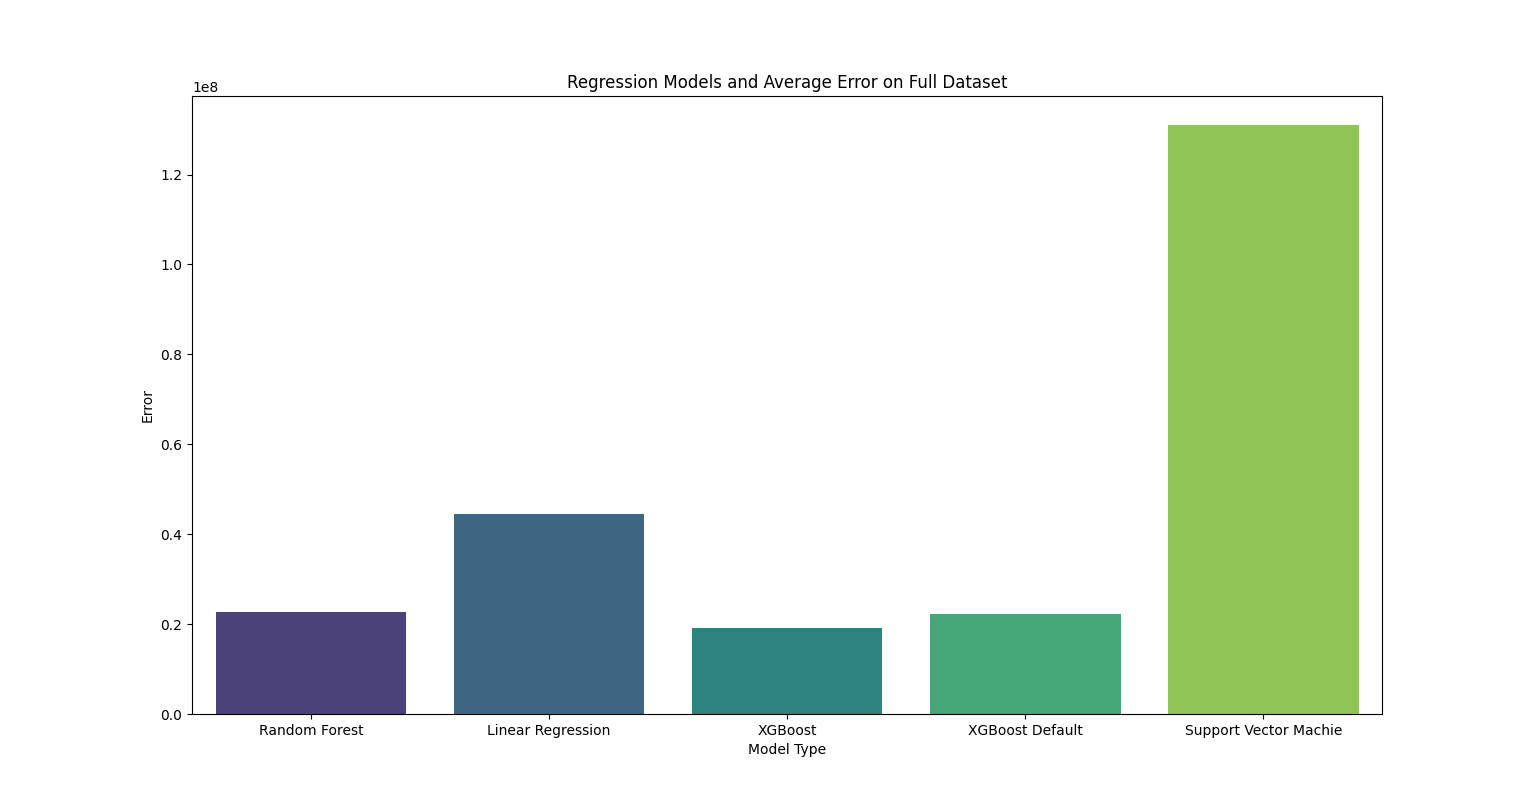 Regression Models and Average Error on Full Dataset
1e8
1.2
1.0
0.8
0.6
0.4
0.2
0.0
Error
Random Forest
Linear Regression
XGBoost
XGBoost Default
Support Vector Machie
Model Type